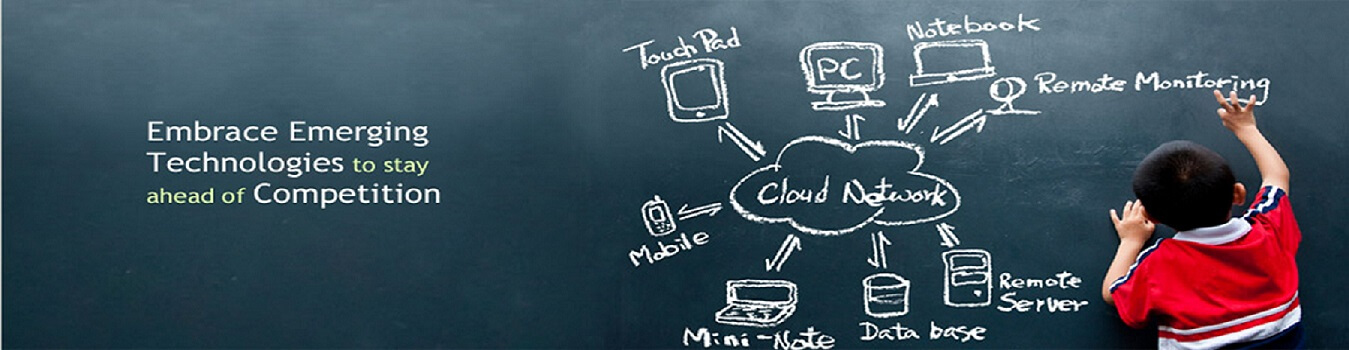 Embrace Emerging
Technologies to stay
ahead of Competition
Touch Pad
PC
Notebook
Remote Monitoring
Cloud Network
Mobile
Mini-Note
Data base
Remote
Server